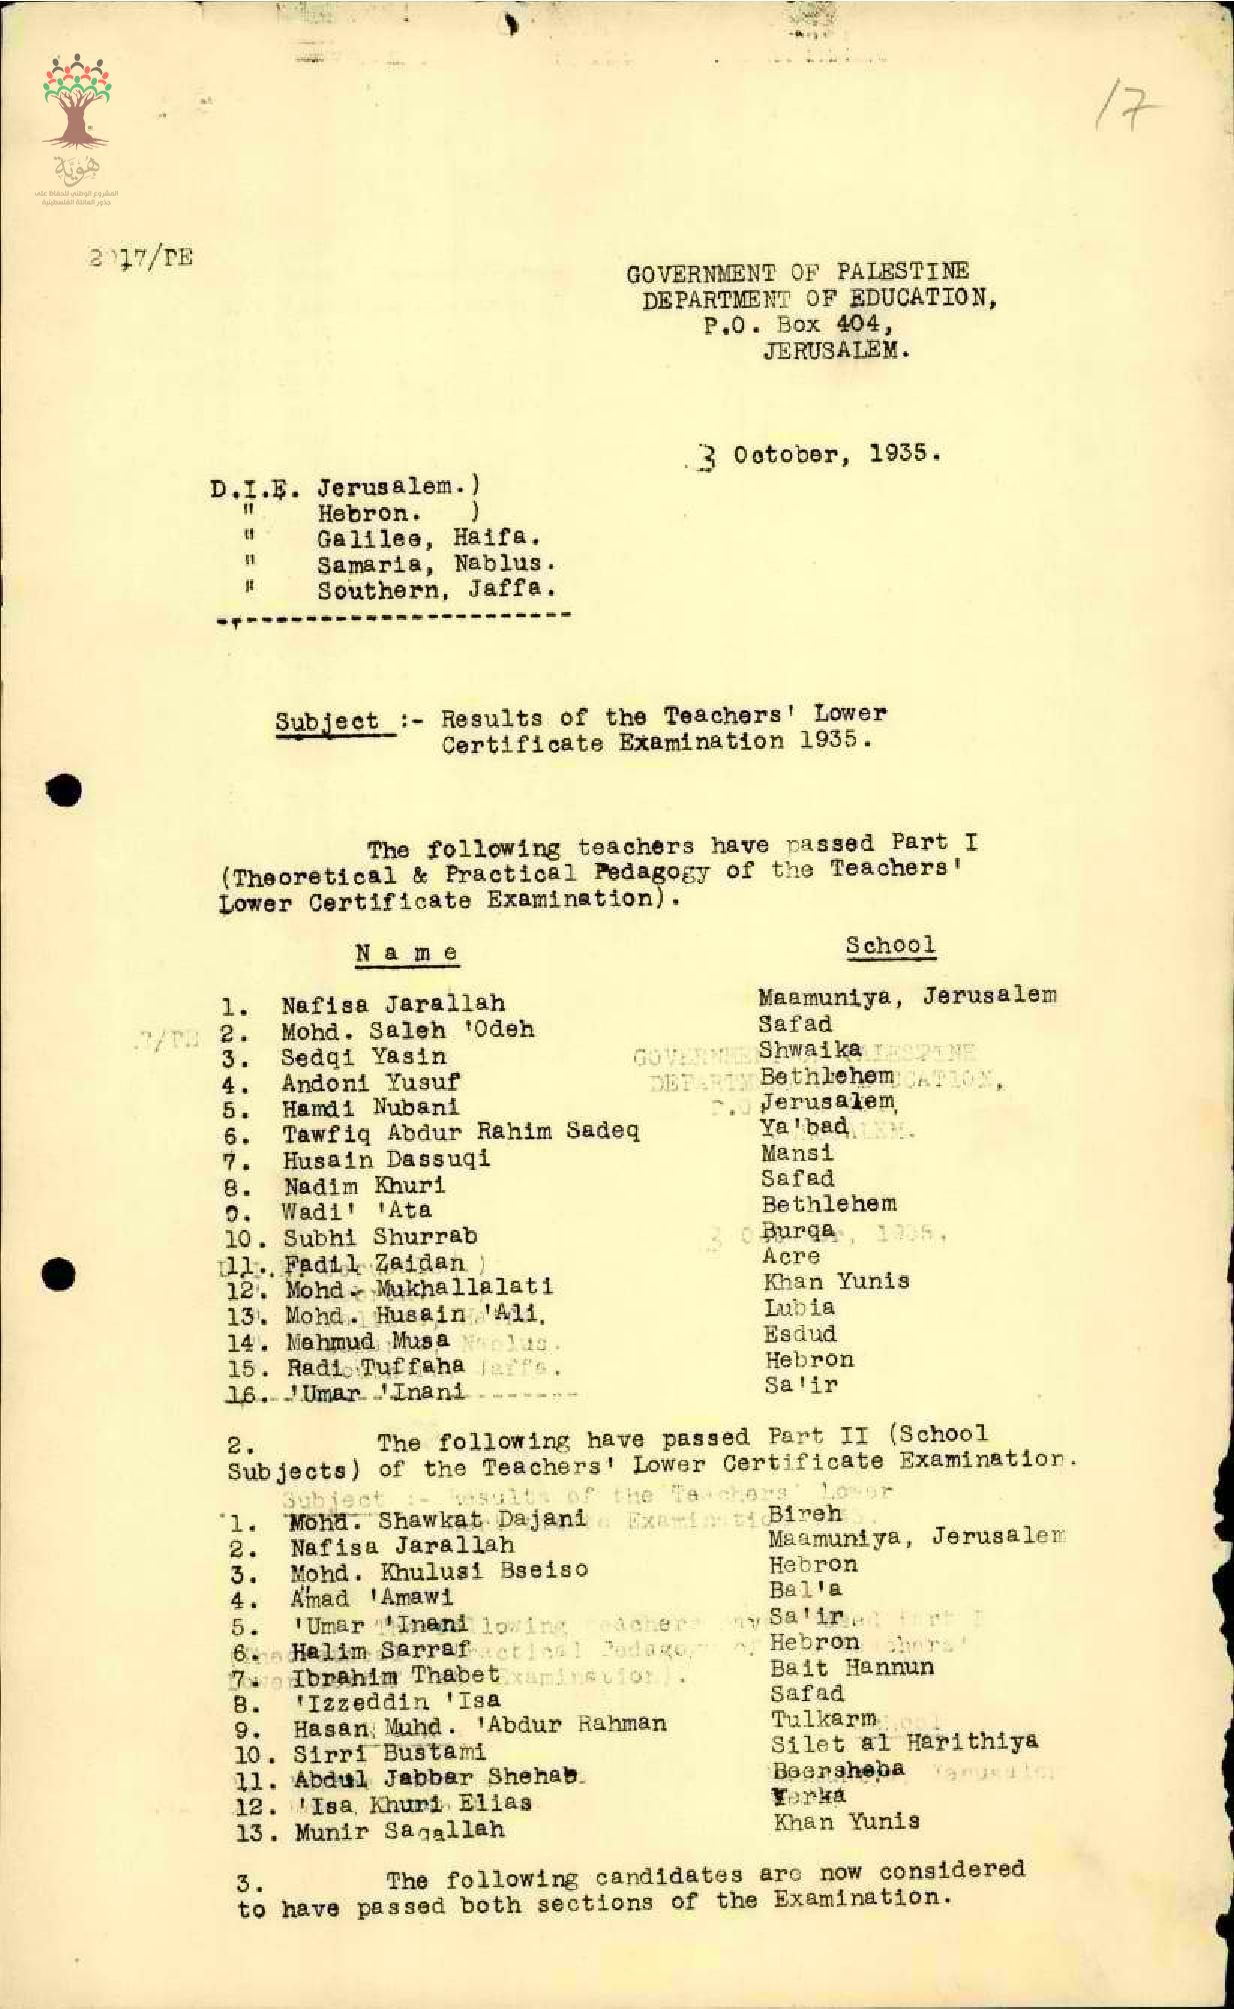 17
هُوِيَّة
المشروع الوطني للحفاظ على
جذور العائلة الفلسطينية
2017/PE
GOVERNMENT OF PALESTINE
DEPARTMENT OF EDUCATION,
P.O. Box 404,
JERUSALEM.
3 October, 1935.
D.I.E. Jerusalem.)
" Hebron. )
" Galilee, Haifa.
" Samaria, Nablus.
" Southern, Jaffa.
Subject :- Results of the Teachers' Lower
Certificate Examination 1935.
The following teachers have passed Part I
(Theoretical & Practical Pedagogy of the Teachers'
Lower Certificate Examination).
N a m e School
1. Nafisa Jarallah Maamuniya, Jerusalem
2. Mohd. Saleh 'Odeh Safad
3. Sedqi Yasin Shwaika
4. Andoni Yusuf Bethlehem
5. Hamdi Nubani Jerusalem
6. Tawfiq Abdur Rahim Sadeq Ya'bad
7. Husain Dassuqi Mansi
8. Nadim Khuri Safad
9. Wadi' 'Ata Bethlehem
10. Subhi Shurrab Burqa
11. Fadil Zaidan Acre
12. Mohd. Mukhallalati Khan Yunis
13. Mohd. Husain 'Ali Lubia
14. Mahmud Musa Esdud
15. Radi Tuffaha Hebron
16. 'Umar 'Inani Sa'ir
2. The following have passed Part II (School
Subjects) of the Teachers' Lower Certificate Examination.
1. Mohd. Shawkat Dajani Bireh
2. Nafisa Jarallah Maamuniya, Jerusalem
3. Mohd. Khulusi Bseiso Hebron
4. Amad 'Amawi Bal'a
5. 'Umar 'Inani Sa'ir
6. Halim Sarraf Hebron
7. Ibrahim Thabet Bait Hannun
8. 'Izzeddin 'Isa Safad
9. Hasan Muhd. 'Abdur Rahman Tulkarm
10. Sirri Bustami Silet al Harithiya
11. Abdul Jabbar Shehab Beersheba
12. 'Isa Khuri Elias Yerka
13. Munir Saqallah Khan Yunis
3. The following candidates are now considered
to have passed both sections of the Examination.